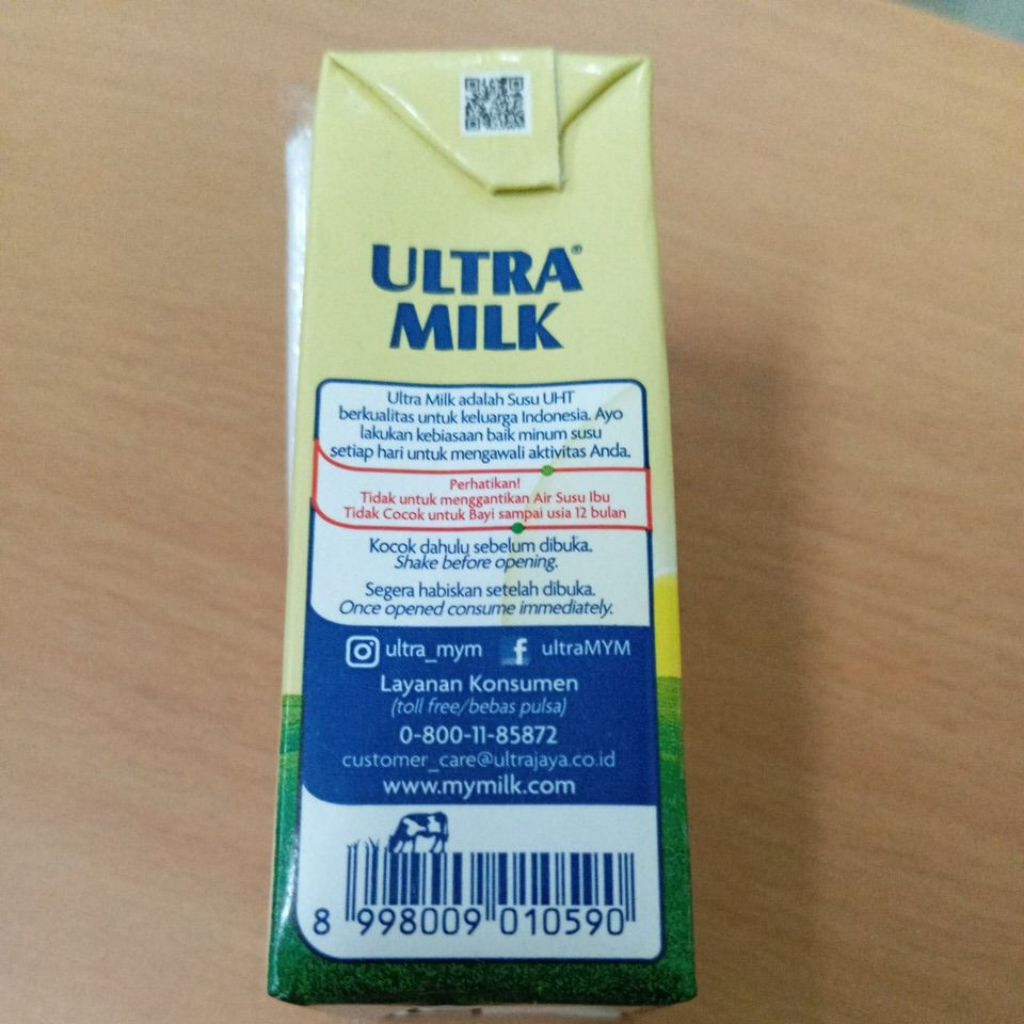 ULTRA®
MILK
Ultra Milk adalah Susu UHT
berkualitas untuk keluarga Indonesia. Ayo
lakukan kebiasaan baik minum susu
setiap hari untuk mengawali aktivitas Anda.
Perhatikan!
Tidak untuk menggantikan Air Susu Ibu
Tidak Cocok untuk Bayi sampai usia 12 bulan
Kocok dahulu sebelum dibuka.
Shake before opening.
Segera habiskan setelah dibuka.
Once opened consume immediately.
ultra_mym ultraMYM
Layanan Konsumen
(toll free/bebas pulsa)
0-800-11-85872
customer_care@ultrajaya.co.id
www.mymilk.com
8 998009 010590